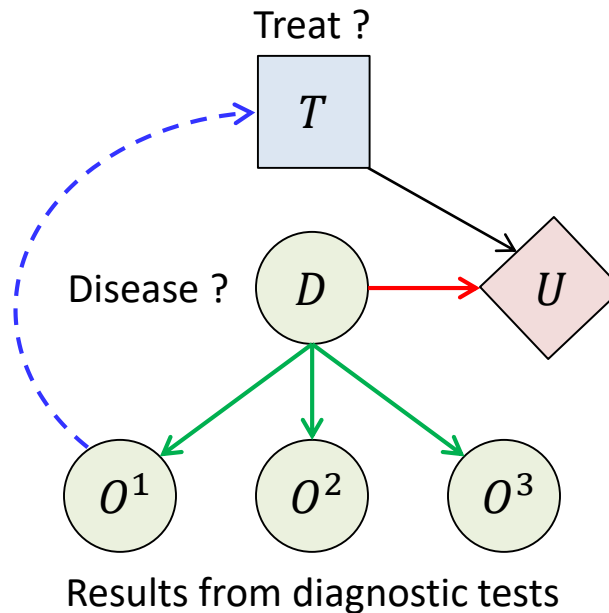 Treat ?
T
Disease ?
D
U
O¹
O²
O³
Results from diagnostic tests